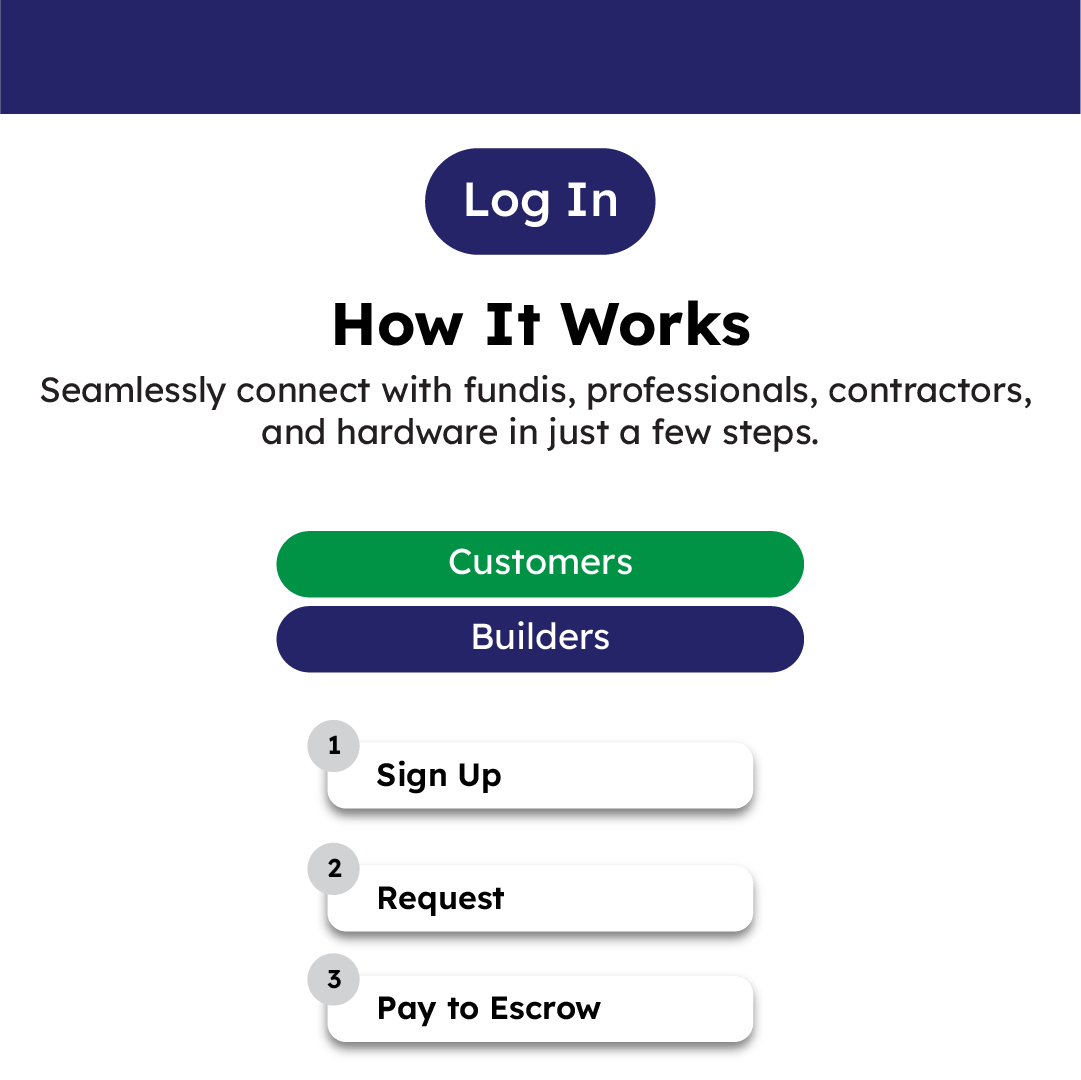 Log In
How It Works
Seamlessly connect with fundis, professionals, contractors,
and hardware in just a few steps.
Customers
Builders
1
Sign Up
2
Request
3
Pay to Escrow